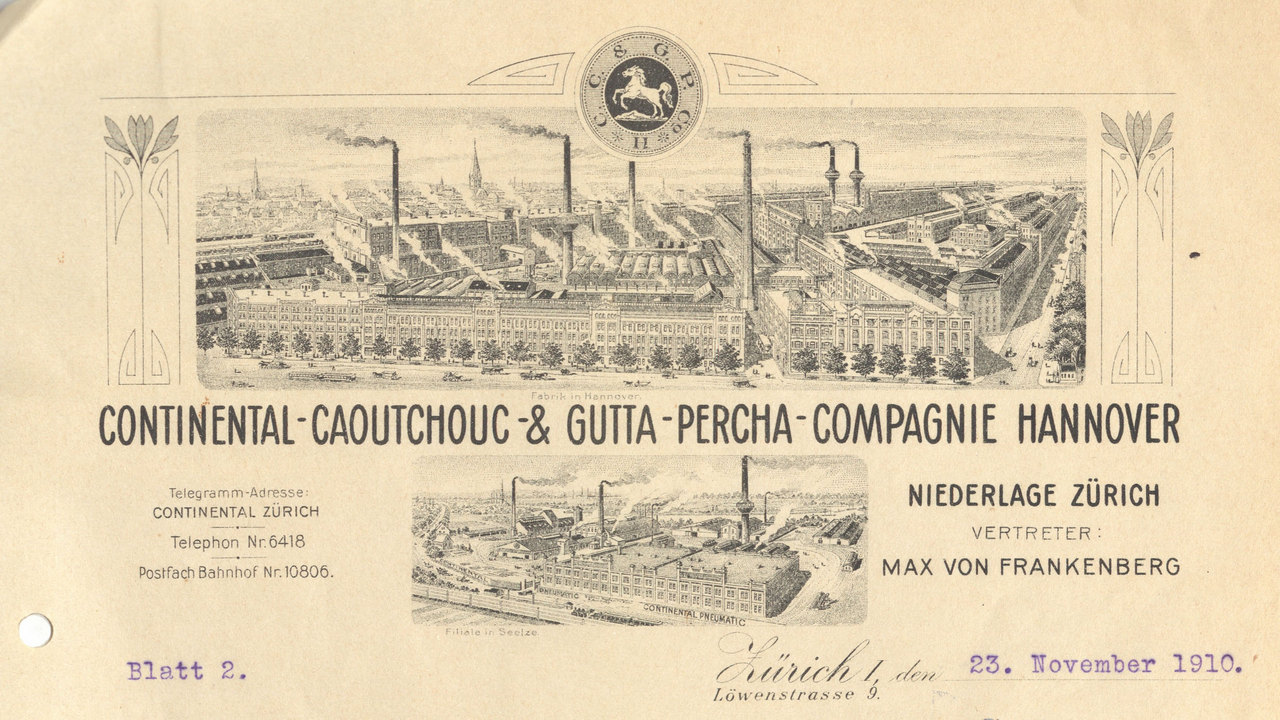 C. C. & G. P. Co. H
Fabrik in Hannover.
CONTINENTAL-CAOUTCHOUC-& GUTTA-PERCHA-COMPAGNIE HANNOVER
Telegramm-Adresse:
CONTINENTAL ZÜRICH
Telephon Nr. 6418
Postfach Bahnhof Nr. 10806.
PNEUMATIC
CONTINENTAL PNEUMATIC
Filiale in Seelze.
NIEDERLAGE ZÜRICH
VERTRETER:
MAX VON FRANKENBERG
Blatt 2.
Zürich I, den 23. November 1910.
Löwenstrasse 9.